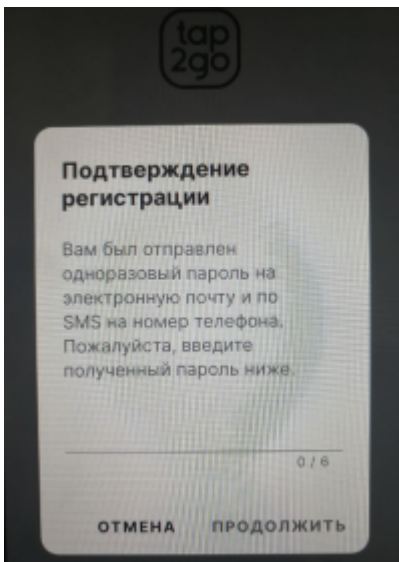 tap
2go
Подтверждение
регистрации
Вам был отправлен
одноразовый пароль на
электронную почту и по
SMS на номер телефона.
Пожалуйста, введите
полученный пароль ниже.
0 / 6
ОТМЕНА ПРОДОЛЖИТЬ